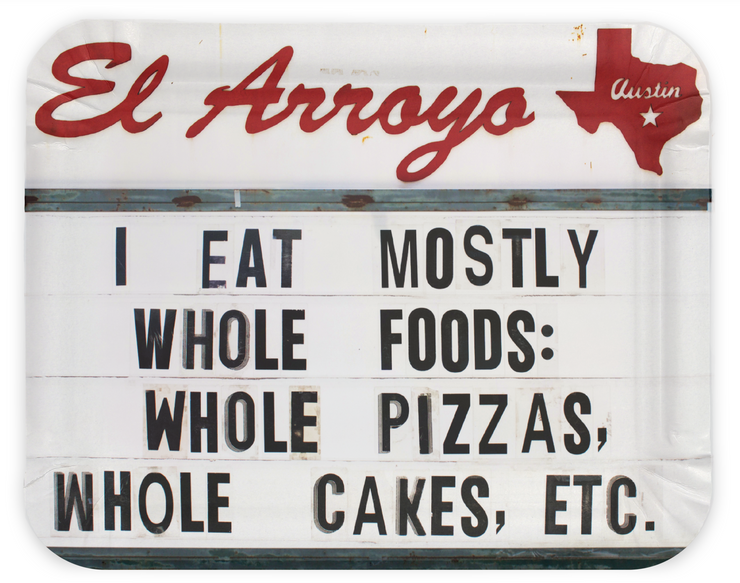 El Arroyo
Austin
I EAT MOSTLY
WHOLE FOODS:
WHOLE PIZZAS,
WHOLE CAKES, ETC.